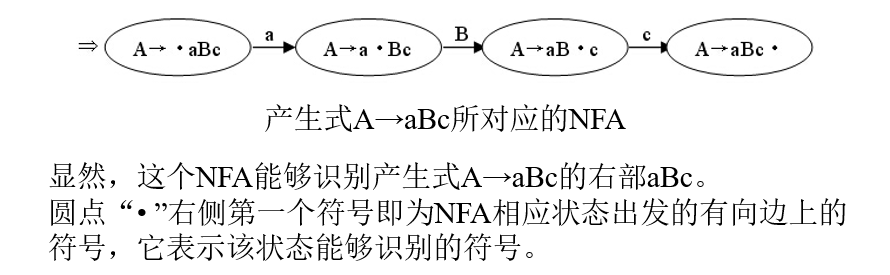 a B c
⇒ A→ •aBc A→a •Bc A→aB •c A→aBc •
产生式A→aBc所对应的NFA
显然，这个NFA能够识别产生式A→aBc的右部aBc。
圆点“•”右侧第一个符号即为NFA相应状态出发的有向边上的
符号，它表示该状态能够识别的符号。